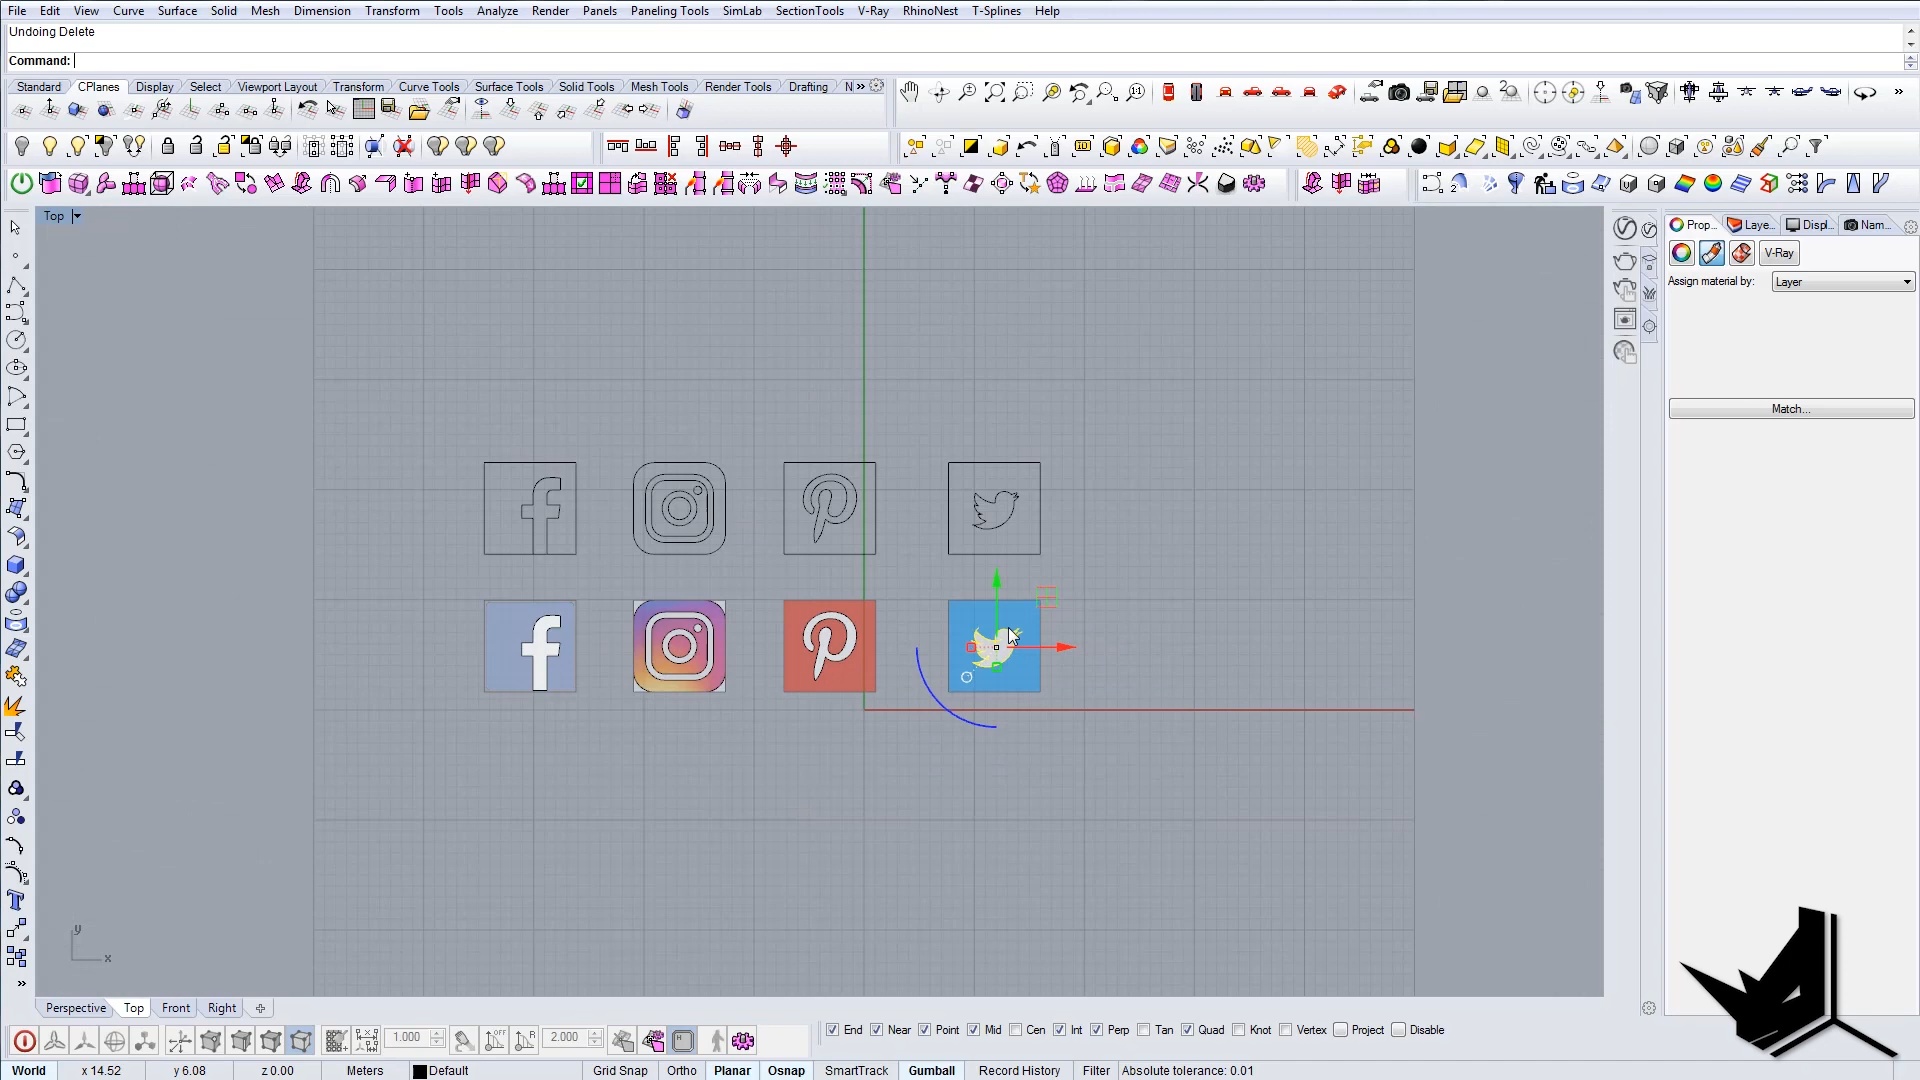 File Edit View Curve Surface Solid Mesh Dimension Transform Tools Analyze Render Panels Paneling Tools SimLab SectionTools V-Ray RhinoNest T-Splines Help
Undoing Delete
Command:
Standard CPlanes Display Select Viewport Layout Transform Curve Tools Surface Tools Solid Tools Mesh Tools Render Tools Drafting N »
Top
Prop... Laye... Displ... Nam...
V-Ray
Assign material by: Layer
Match...
y
x
Perspective Top Front Right
1.000 2.000 End Near Point Mid Cen Int Perp Tan Quad Knot Vertex Project Disable
World x 14.52 y 6.08 z 0.00 Meters Default Grid Snap Ortho Planar Osnap SmartTrack Gumball Record History Filter Absolute tolerance: 0.01